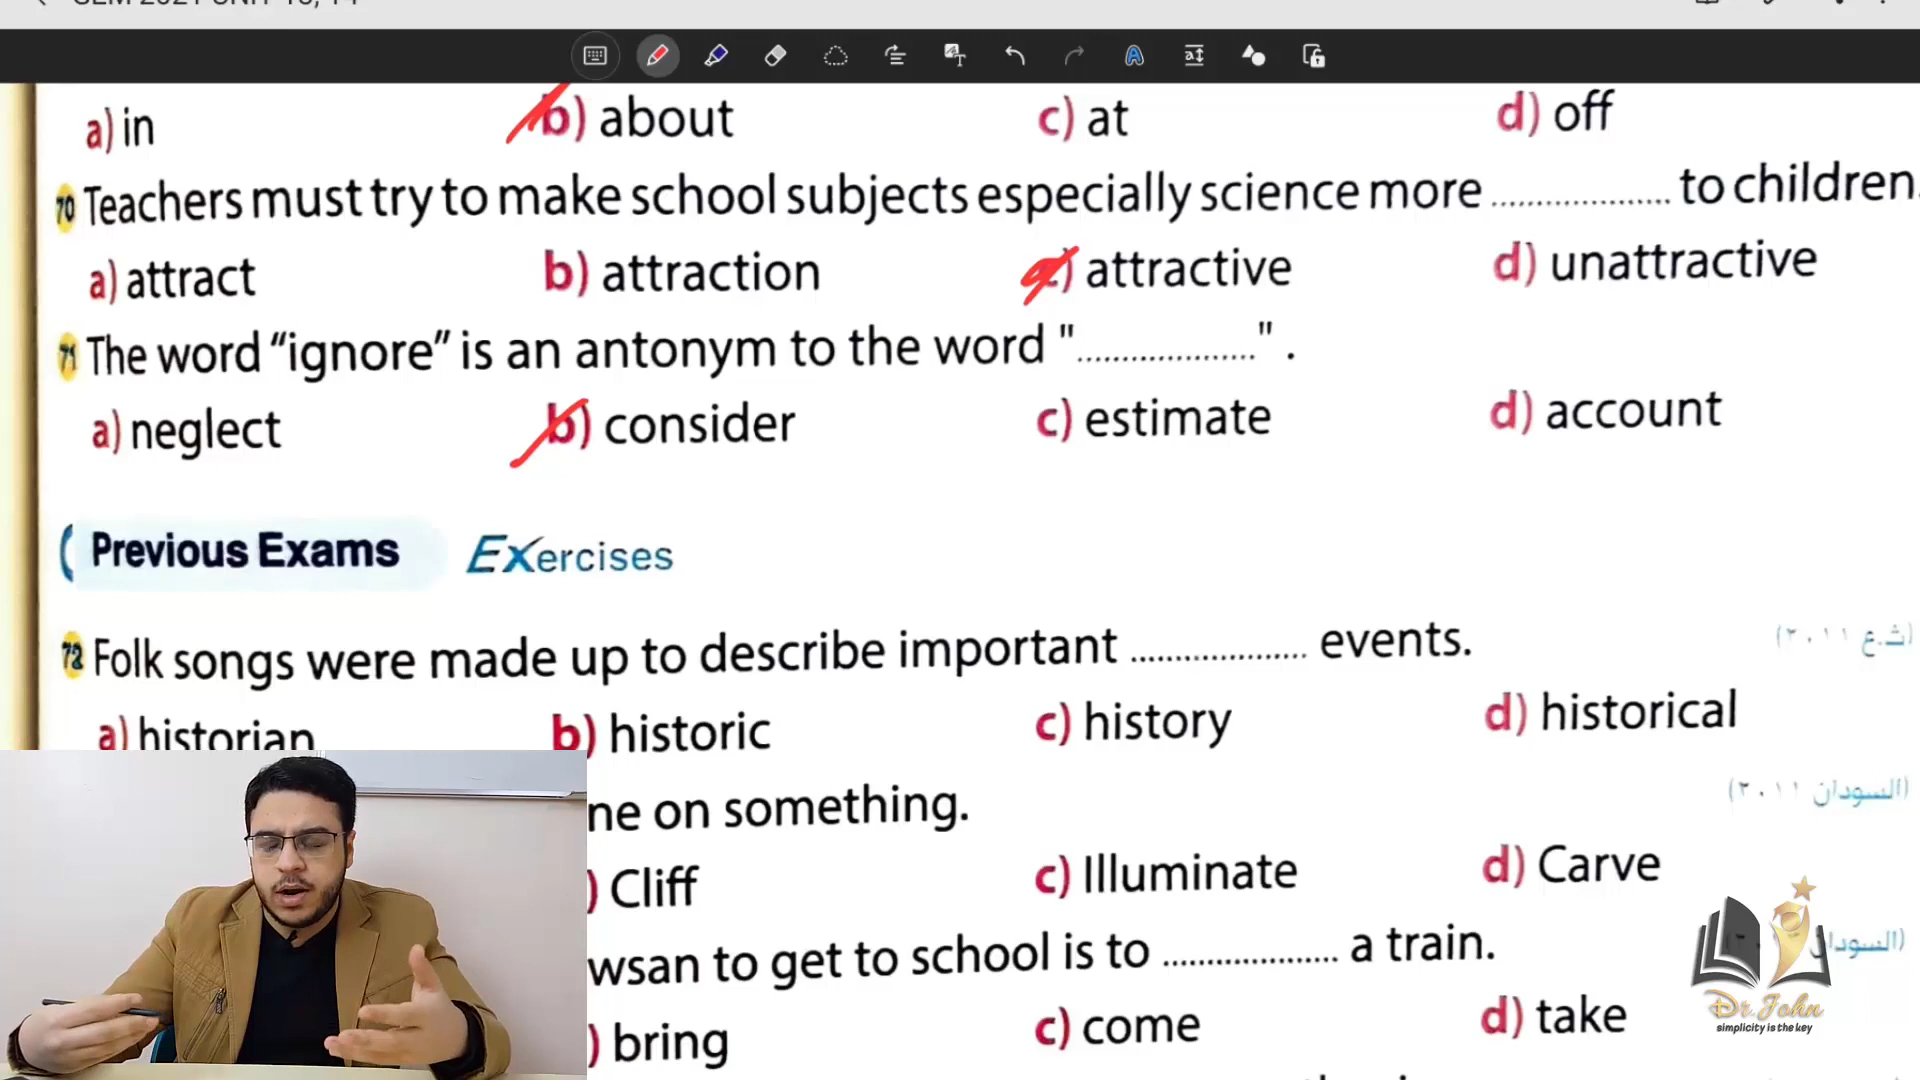 a) in b) about c) at d) off
70 Teachers must try to make school subjects especially science more .................... to children.
a) attract b) attraction c) attractive d) unattractive
71 The word “ignore” is an antonym to the word "...................." .
a) neglect b) consider c) estimate d) account
Previous Exams Exercises
72 Folk songs were made up to describe important .................... events. (ث.ع ٢٠١١)
a) historian b) historic c) history d) historical
ne on something. (السودان ٢٠١١)
) Cliff c) Illuminate d) Carve
wsan to get to school is to .................... a train.
) bring c) come d) take
Dr.John
simplicity is the key